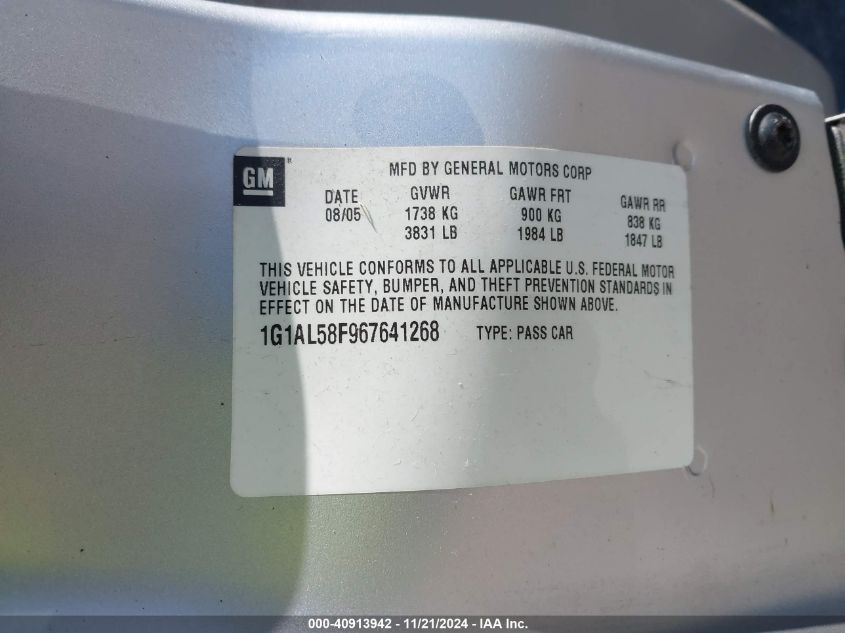 GM
MFD BY GENERAL MOTORS CORP
DATE GVWR GAWR FRT GAWR RR
08/05 1738 KG 900 KG 838 KG
3831 LB 1984 LB 1847 LB
THIS VEHICLE CONFORMS TO ALL APPLICABLE U.S. FEDERAL MOTOR
VEHICLE SAFETY, BUMPER, AND THEFT PREVENTION STANDARDS IN
EFFECT ON THE DATE OF MANUFACTURE SHOWN ABOVE.
1G1AL58F967641268 TYPE: PASS CAR
000-40913942 - 11/21/2024 - IAA Inc.